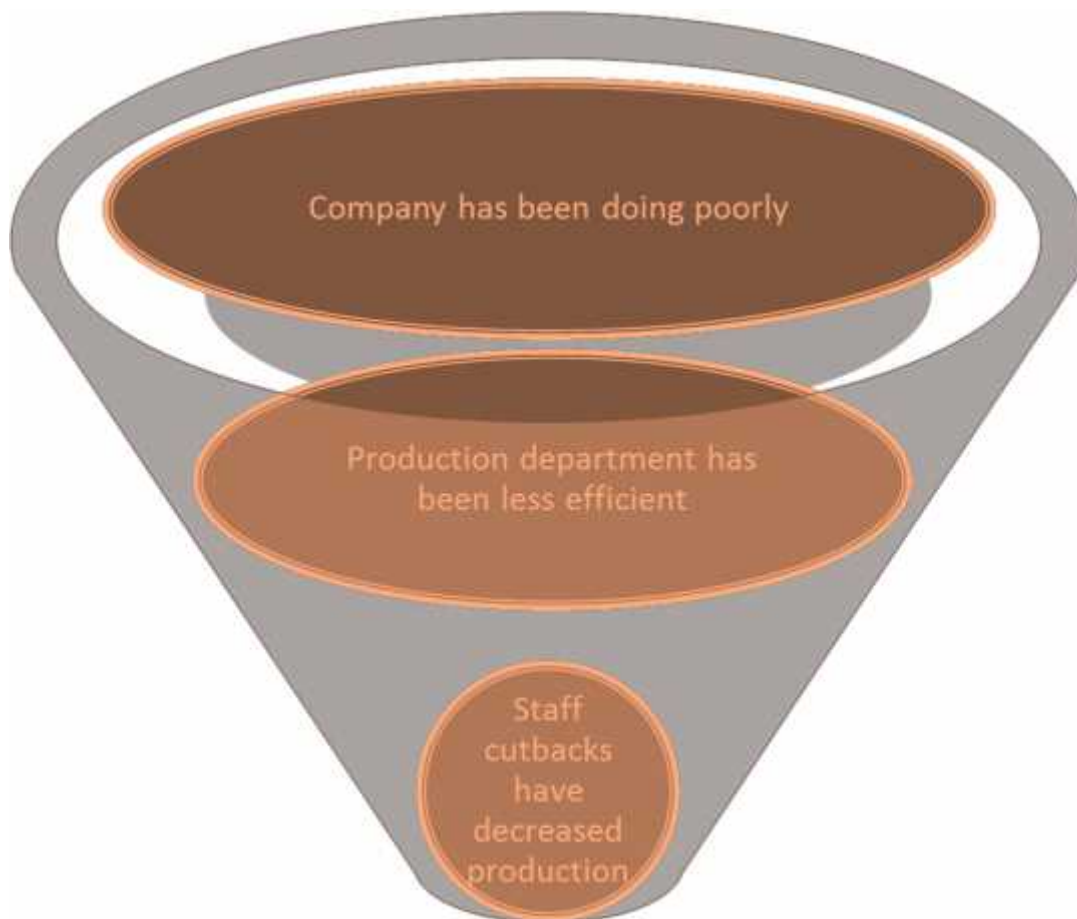 Company has been doing poorly
Production department has
been less efficient
Staff
cutbacks
have
decreased
production